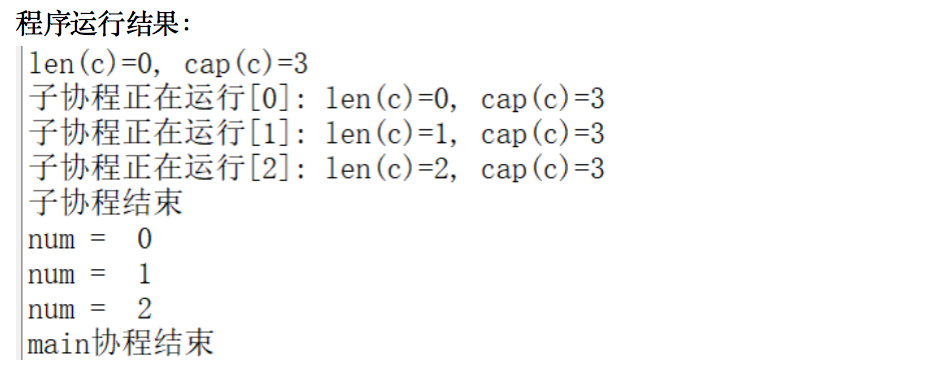 程序运行结果：
len(c)=0, cap(c)=3
子协程正在运行[0]: len(c)=0, cap(c)=3
子协程正在运行[1]: len(c)=1, cap(c)=3
子协程正在运行[2]: len(c)=2, cap(c)=3
子协程结束
num =  0
num =  1
num =  2
main协程结束